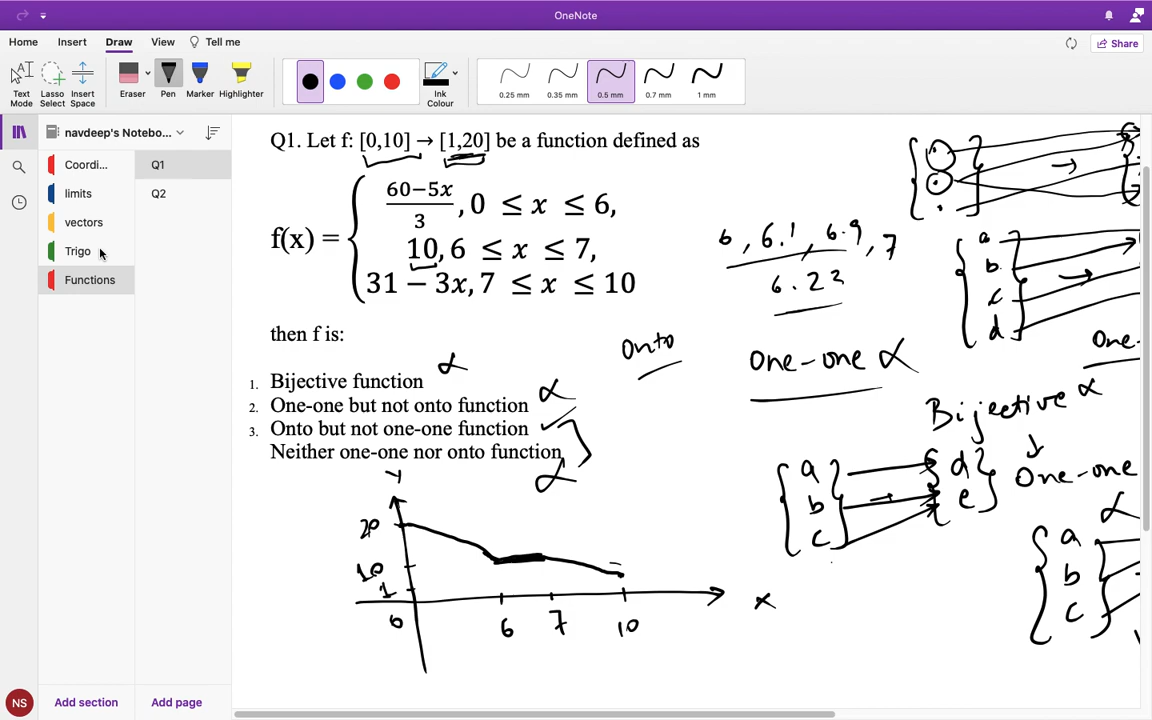 OneNote
Home Insert Draw View Tell me
Share
Text Mode
Lasso Select
Insert Space
Eraser
Pen
Marker
Highlighter
Ink Colour
0.25 mm
0.35 mm
0.5 mm
0.7 mm
1 mm
navdeep's Notebo...
Coordi...
limits
vectors
Trigo
Functions
Q1
Q2
Q1. Let f: [0,10] → [1,20] be a function defined as
f(x) = { (60−5x)/3 , 0 ≤ x ≤ 6,
10, 6 ≤ x ≤ 7,
31 − 3x, 7 ≤ x ≤ 10
then f is:
1. Bijective function
2. One-one but not onto function
3. Onto but not one-one function
Neither one-one nor onto function
6, 6.1, 6.9, 7
6.23
Onto
One-one
Bijective
One-one
One-
a
b
c
d
a
b
c
d
e
a
b
c
20
10
1
0
6
7
10
x
NS
Add section
Add page